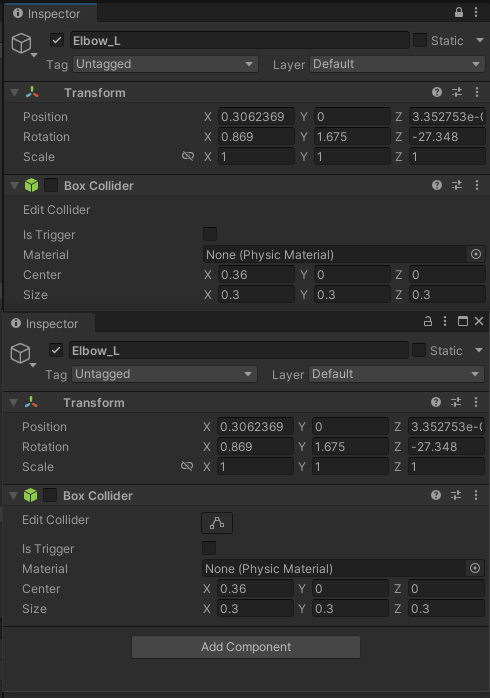 Inspector
Elbow_L Static
Tag Untagged Layer Default
Transform
Position X 0.3062369 Y 0 Z 3.352753e-0
Rotation X 0.869 Y 1.675 Z -27.348
Scale X 1 Y 1 Z 1
Box Collider
Edit Collider
Is Trigger
Material None (Physic Material)
Center X 0.36 Y 0 Z 0
Size X 0.3 Y 0.3 Z 0.3
Inspector
Elbow_L Static
Tag Untagged Layer Default
Transform
Position X 0.3062369 Y 0 Z 3.352753e-0
Rotation X 0.869 Y 1.675 Z -27.348
Scale X 1 Y 1 Z 1
Box Collider
Edit Collider
Is Trigger
Material None (Physic Material)
Center X 0.36 Y 0 Z 0
Size X 0.3 Y 0.3 Z 0.3
Add Component